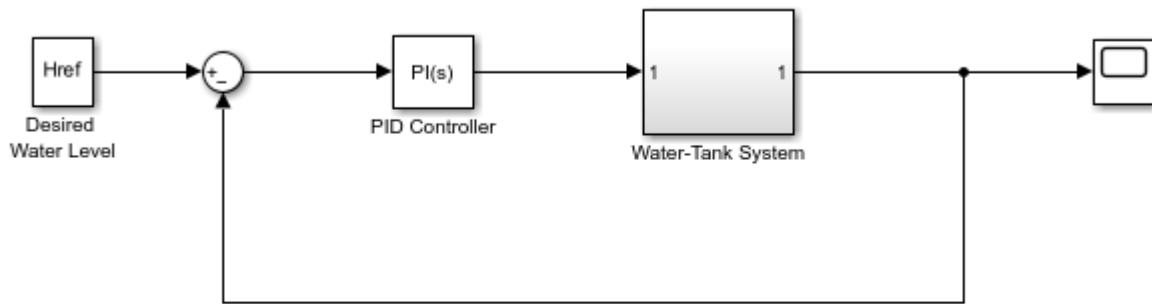 Href
+
−
PI(s)
1
1
Desired
Water Level
PID Controller
Water-Tank System